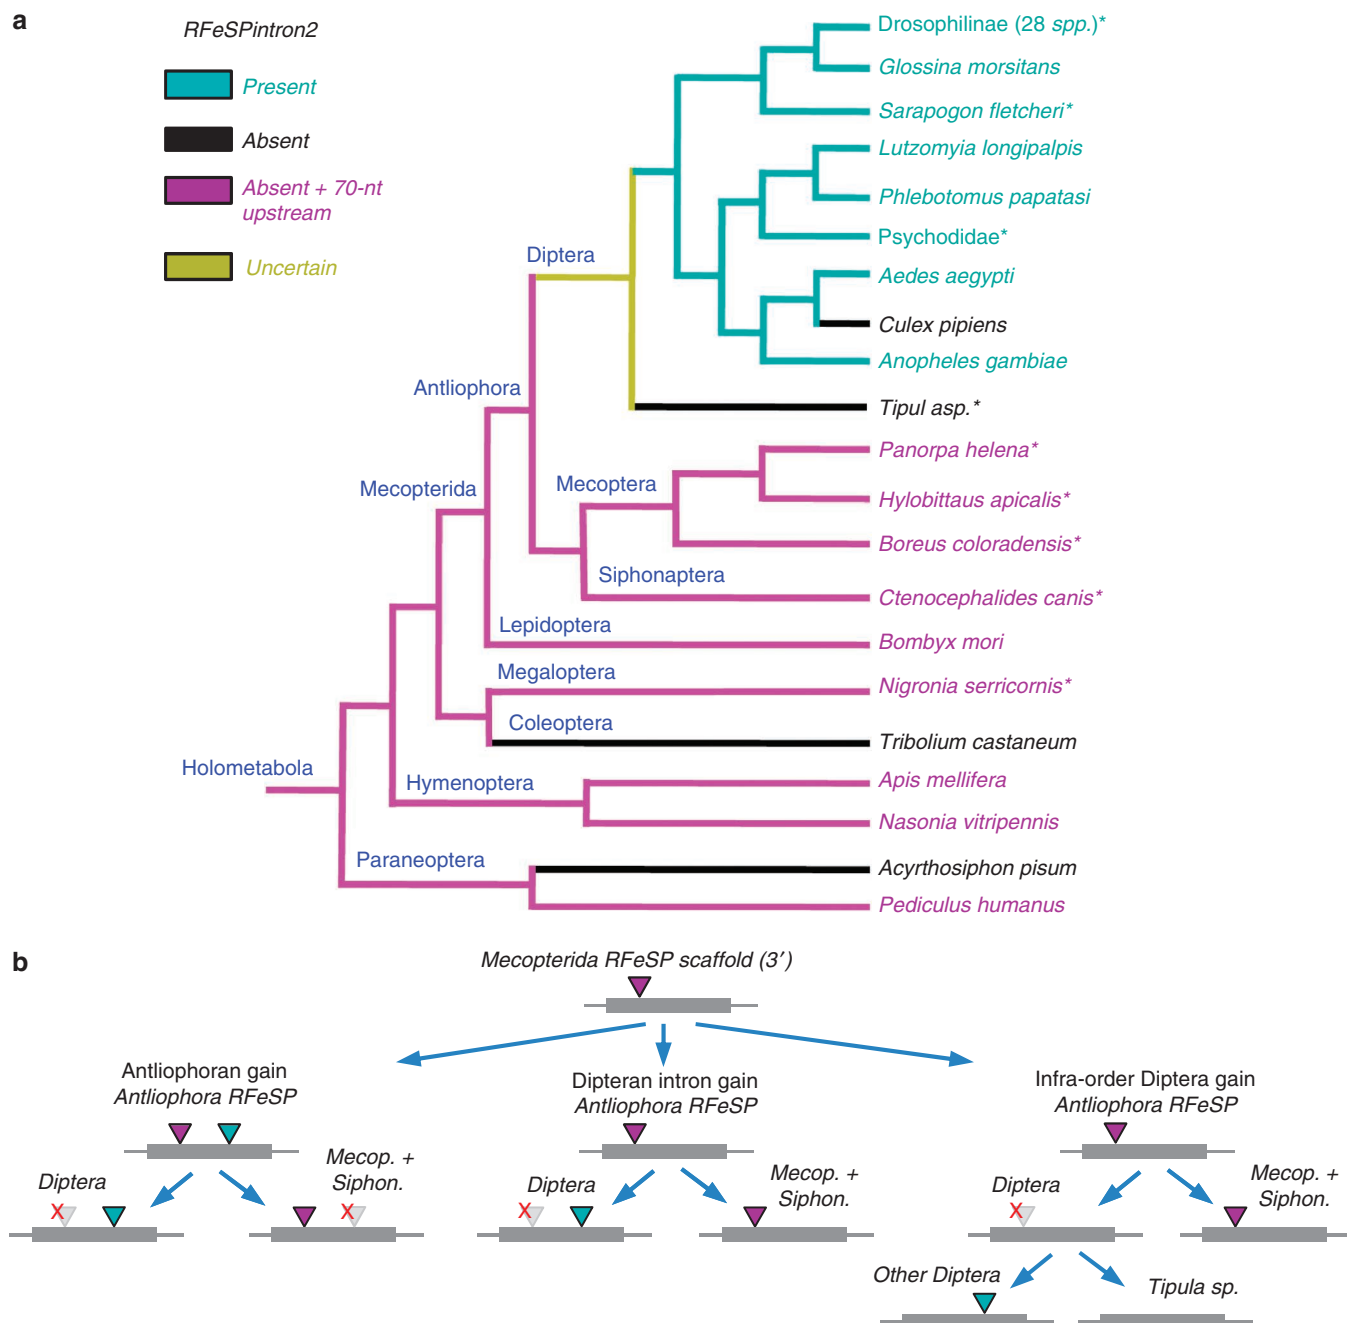 a
RFeSPintron2
Present
Absent
Absent + 70-nt
upstream
Uncertain
Drosophilinae (28 spp.)*
Glossina morsitans
Sarapogon fletcheri*
Lutzomyia longipalpis
Phlebotomus papatasi
Psychodidae*
Aedes aegypti
Culex pipiens
Anopheles gambiae
Tipul asp.*
Panorpa helena*
Hylobittaus apicalis*
Boreus coloradensis*
Ctenocephalides canis*
Bombyx mori
Nigronia serricornis*
Tribolium castaneum
Apis mellifera
Nasonia vitripennis
Acyrthosiphon pisum
Pediculus humanus
Diptera
Antliophora
Mecopterida
Mecoptera
Siphonaptera
Lepidoptera
Megaloptera
Coleoptera
Holometabola
Hymenoptera
Paraneoptera
b
Mecopterida RFeSP scaffold (3′)
Antliophoran gain
Antliophora RFeSP
Diptera
X
Mecop. +
Siphon.
X
Dipteran intron gain
Antliophora RFeSP
Diptera
X
Mecop. +
Siphon.
Infra-order Diptera gain
Antliophora RFeSP
Diptera
X
Mecop. +
Siphon.
Other Diptera
Tipula sp.